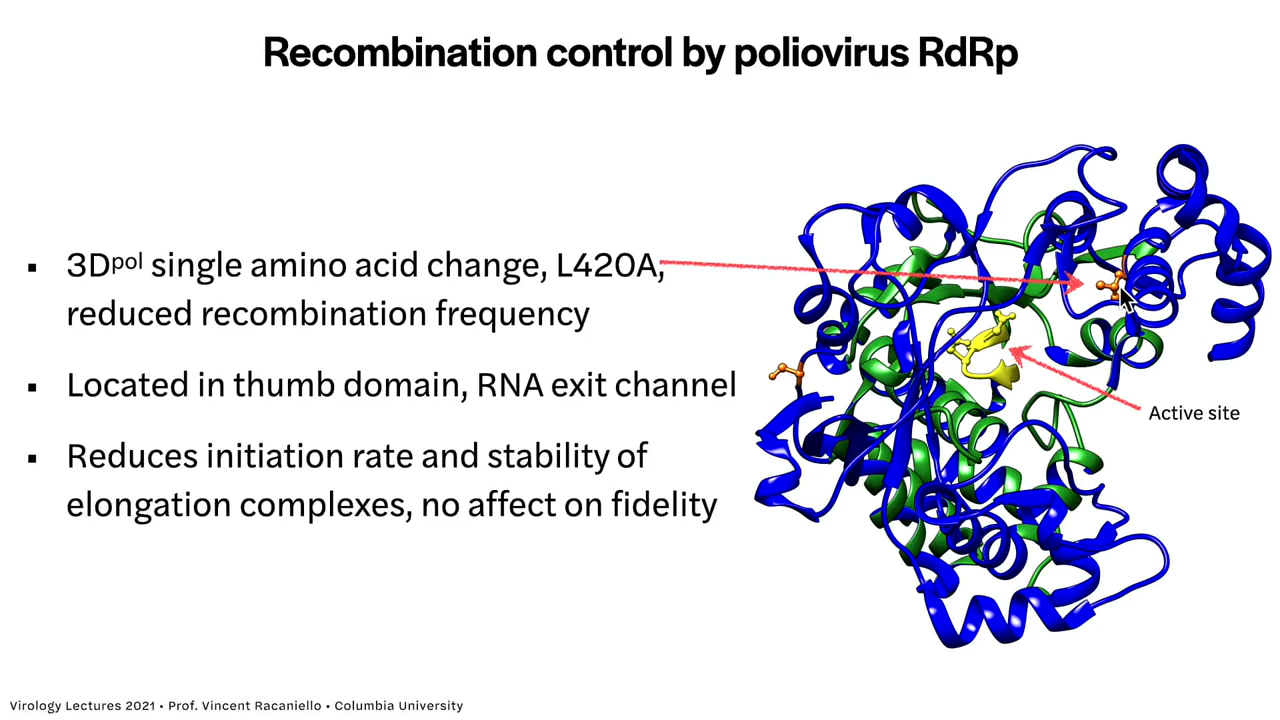 Recombination control by poliovirus RdRp
▪ 3Dᵖᵒˡ single amino acid change, L420A,
reduced recombination frequency
▪ Located in thumb domain, RNA exit channel
Active site
▪ Reduces initiation rate and stability of
elongation complexes, no affect on fidelity
Virology Lectures 2021 • Prof. Vincent Racaniello • Columbia University